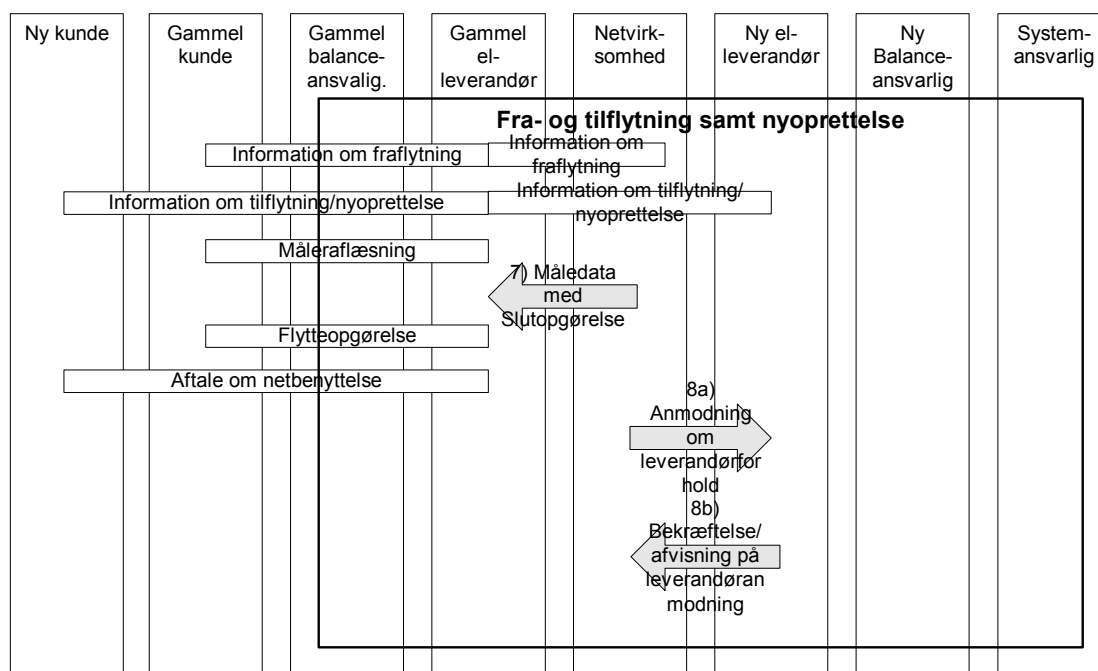 Ny kunde
Gammel
kunde
Gammel
balance-
ansvalig.
Gammel
el-
leverandør
Netvirk-
somhed
Ny el-
leverandør
Ny
Balance-
ansvarlig
System-
ansvarlig
Fra- og tilflytning samt nyoprettelse
Information om fraflytning
Information om
fraflytning
Information om tilflytning/nyoprettelse
Information om tilflytning/
nyoprettelse
Måleraflæsning
7) Måledata
med
Slutopgørelse
Flytteopgørelse
Aftale om netbenyttelse
8a)
Anmodning
om
leverandørfor
hold
8b)
Bekræftelse/
afvisning på
leverandøran
modning